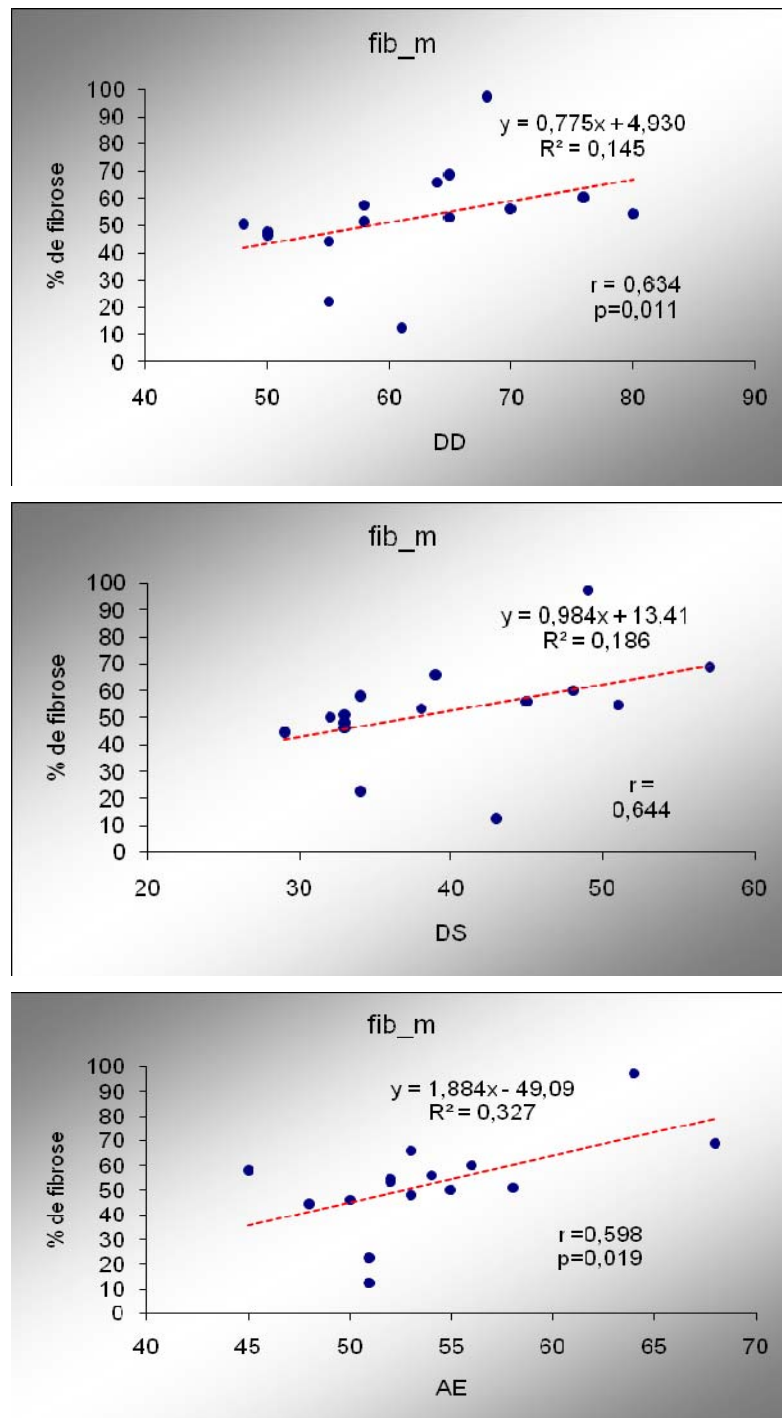 fib_m
% de fibrose
100
90
80
70
60
50
40
30
20
10
0
y = 0,775x + 4,930
R² = 0,145
r = 0,634
p=0,011
40 50 60 70 80 90
DD
fib_m
% de fibrose
100
90
80
70
60
50
40
30
20
10
0
y = 0,984x + 13.41
R² = 0,186
r =
0,644
20 30 40 50 60
DS
fib_m
% de fibrose
100
90
80
70
60
50
40
30
20
10
0
y = 1,884x - 49,09
R² = 0,327
r =0,598
p=0,019
40 45 50 55 60 65 70
AE